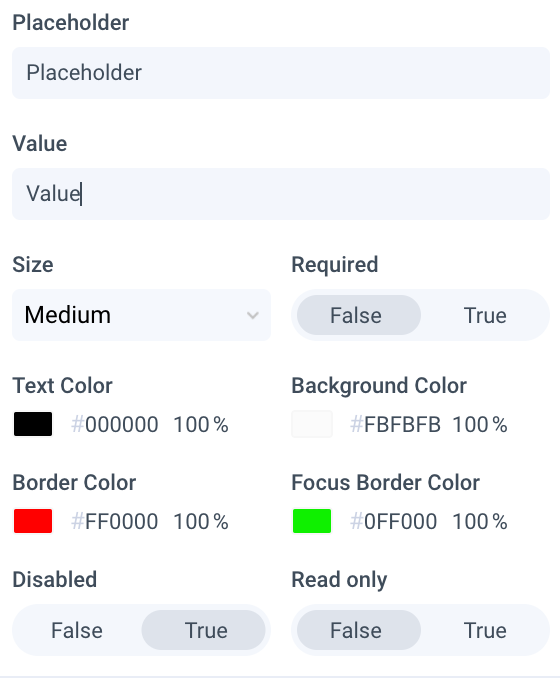 Placeholder
Placeholder
Value
Value
Size Required
Medium False True
Text Color Background Color
#000000 100% #FBFBFB 100%
Border Color Focus Border Color
#FF0000 100% #0FF000 100%
Disabled Read only
False True False True